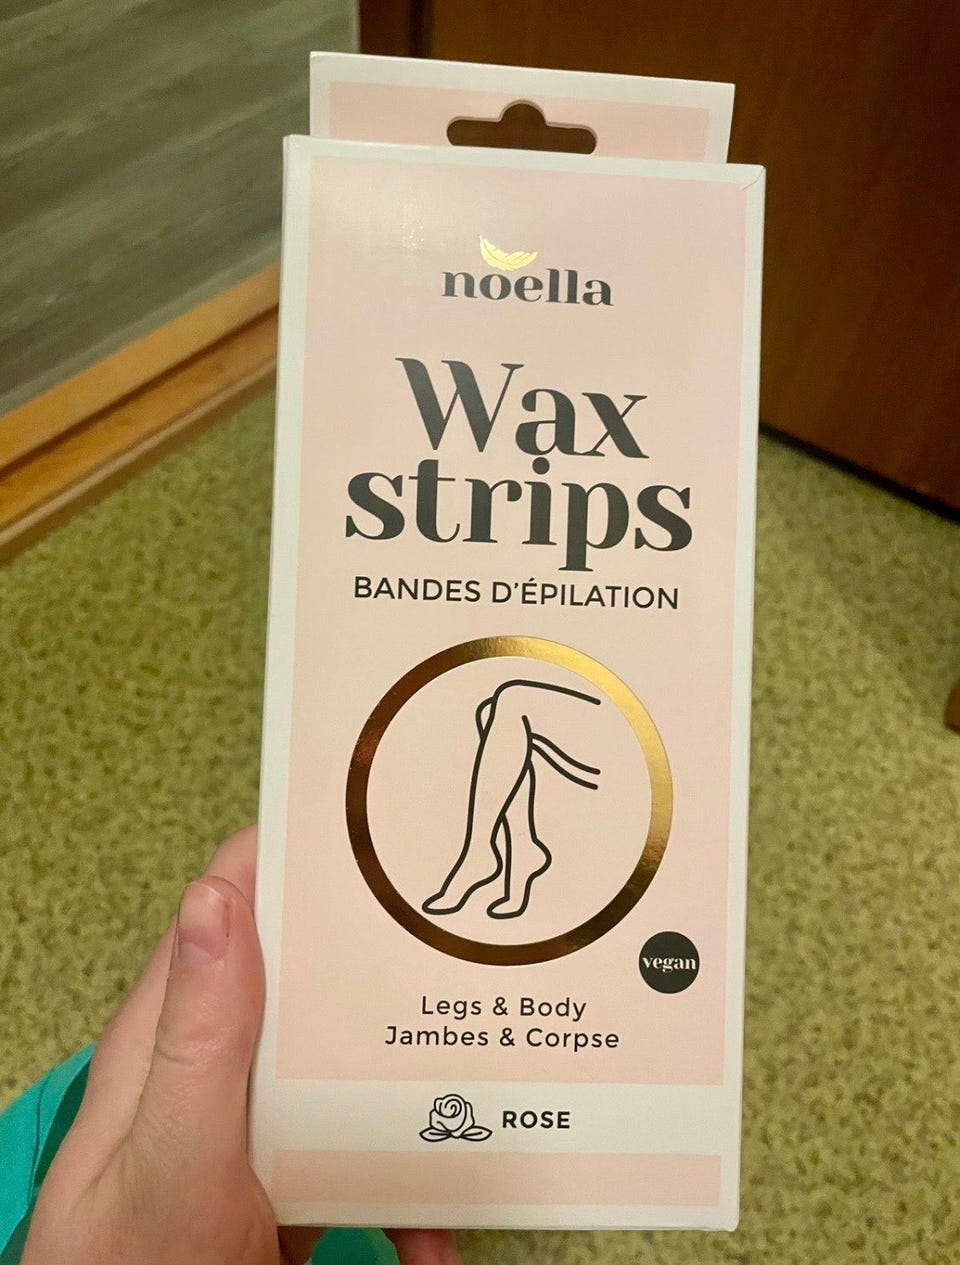 noella
Wax
strips
BANDES D'ÉPILATION
vegan
Legs & Body
Jambes & Corpse
ROSE